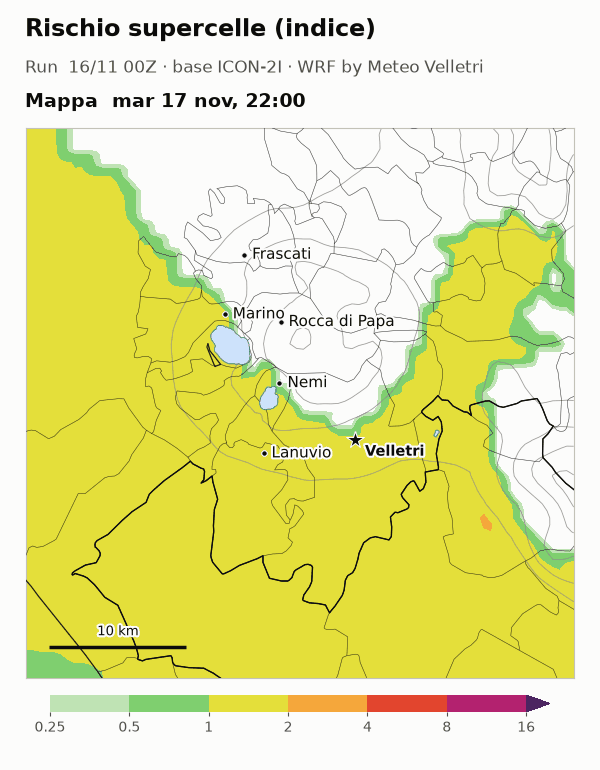 Rischio supercelle (indice)
Run  16/11 00Z · base ICON-2I · WRF by Meteo Velletri
Mappa  mar 17 nov, 22:00
Frascati
Marino
Rocca di Papa
Nemi
Velletri
Lanuvio
10 km
0.25 0.5 1 2 4 8 16